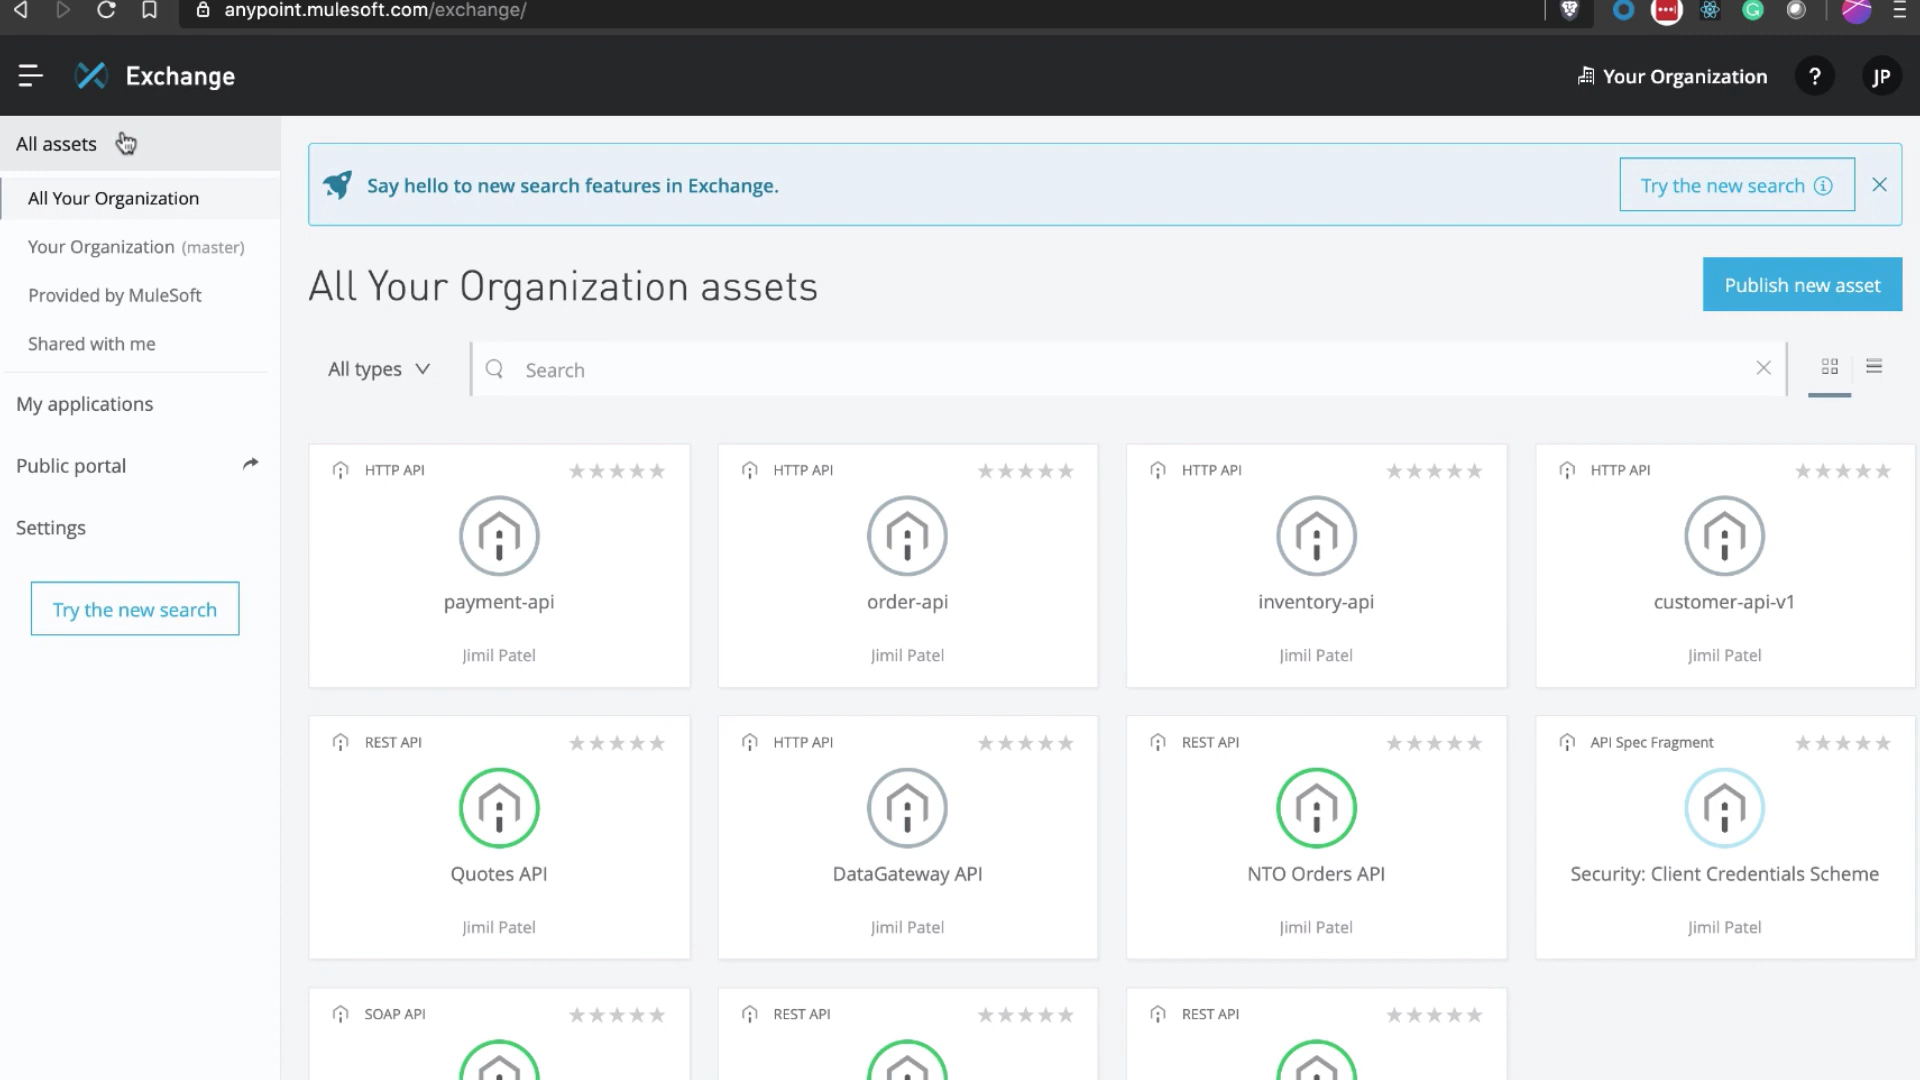 anypoint.mulesoft.com/exchange/
Exchange
Your Organization
?
JP
All assets
All Your Organization
Your Organization (master)
Provided by MuleSoft
Shared with me
My applications
Public portal
Settings
Try the new search
Say hello to new search features in Exchange.
Try the new search
All Your Organization assets
Publish new asset
All types
Search
HTTP API
payment-api
Jimil Patel
HTTP API
order-api
Jimil Patel
HTTP API
inventory-api
Jimil Patel
HTTP API
customer-api-v1
Jimil Patel
REST API
Quotes API
Jimil Patel
HTTP API
DataGateway API
Jimil Patel
REST API
NTO Orders API
Jimil Patel
API Spec Fragment
Security: Client Credentials Scheme
Jimil Patel
SOAP API
REST API
REST API